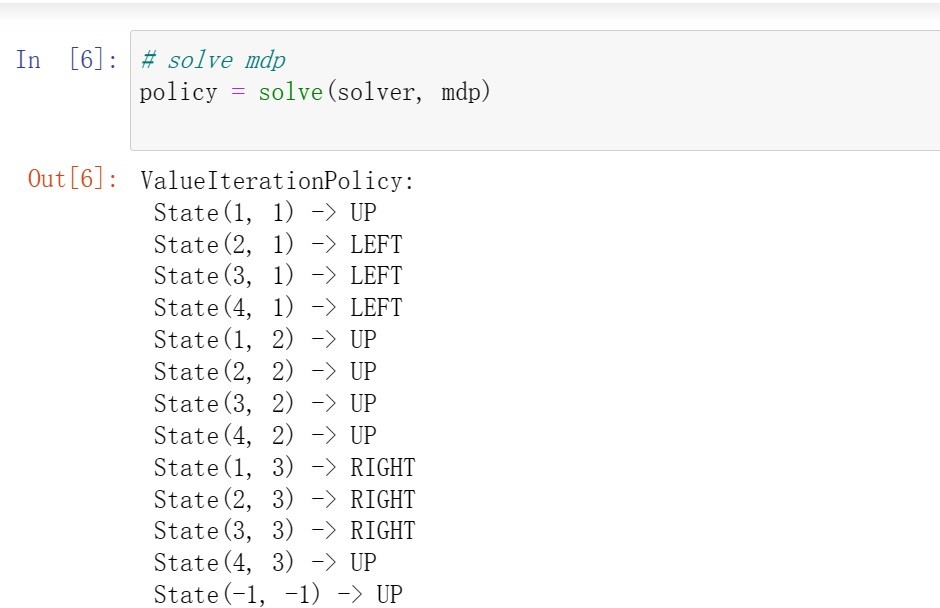 In [6]: # solve mdp
policy = solve(solver, mdp)
Out[6]: ValueIterationPolicy:
State(1, 1) -> UP
State(2, 1) -> LEFT
State(3, 1) -> LEFT
State(4, 1) -> LEFT
State(1, 2) -> UP
State(2, 2) -> UP
State(3, 2) -> UP
State(4, 2) -> UP
State(1, 3) -> RIGHT
State(2, 3) -> RIGHT
State(3, 3) -> RIGHT
State(4, 3) -> UP
State(-1, -1) -> UP